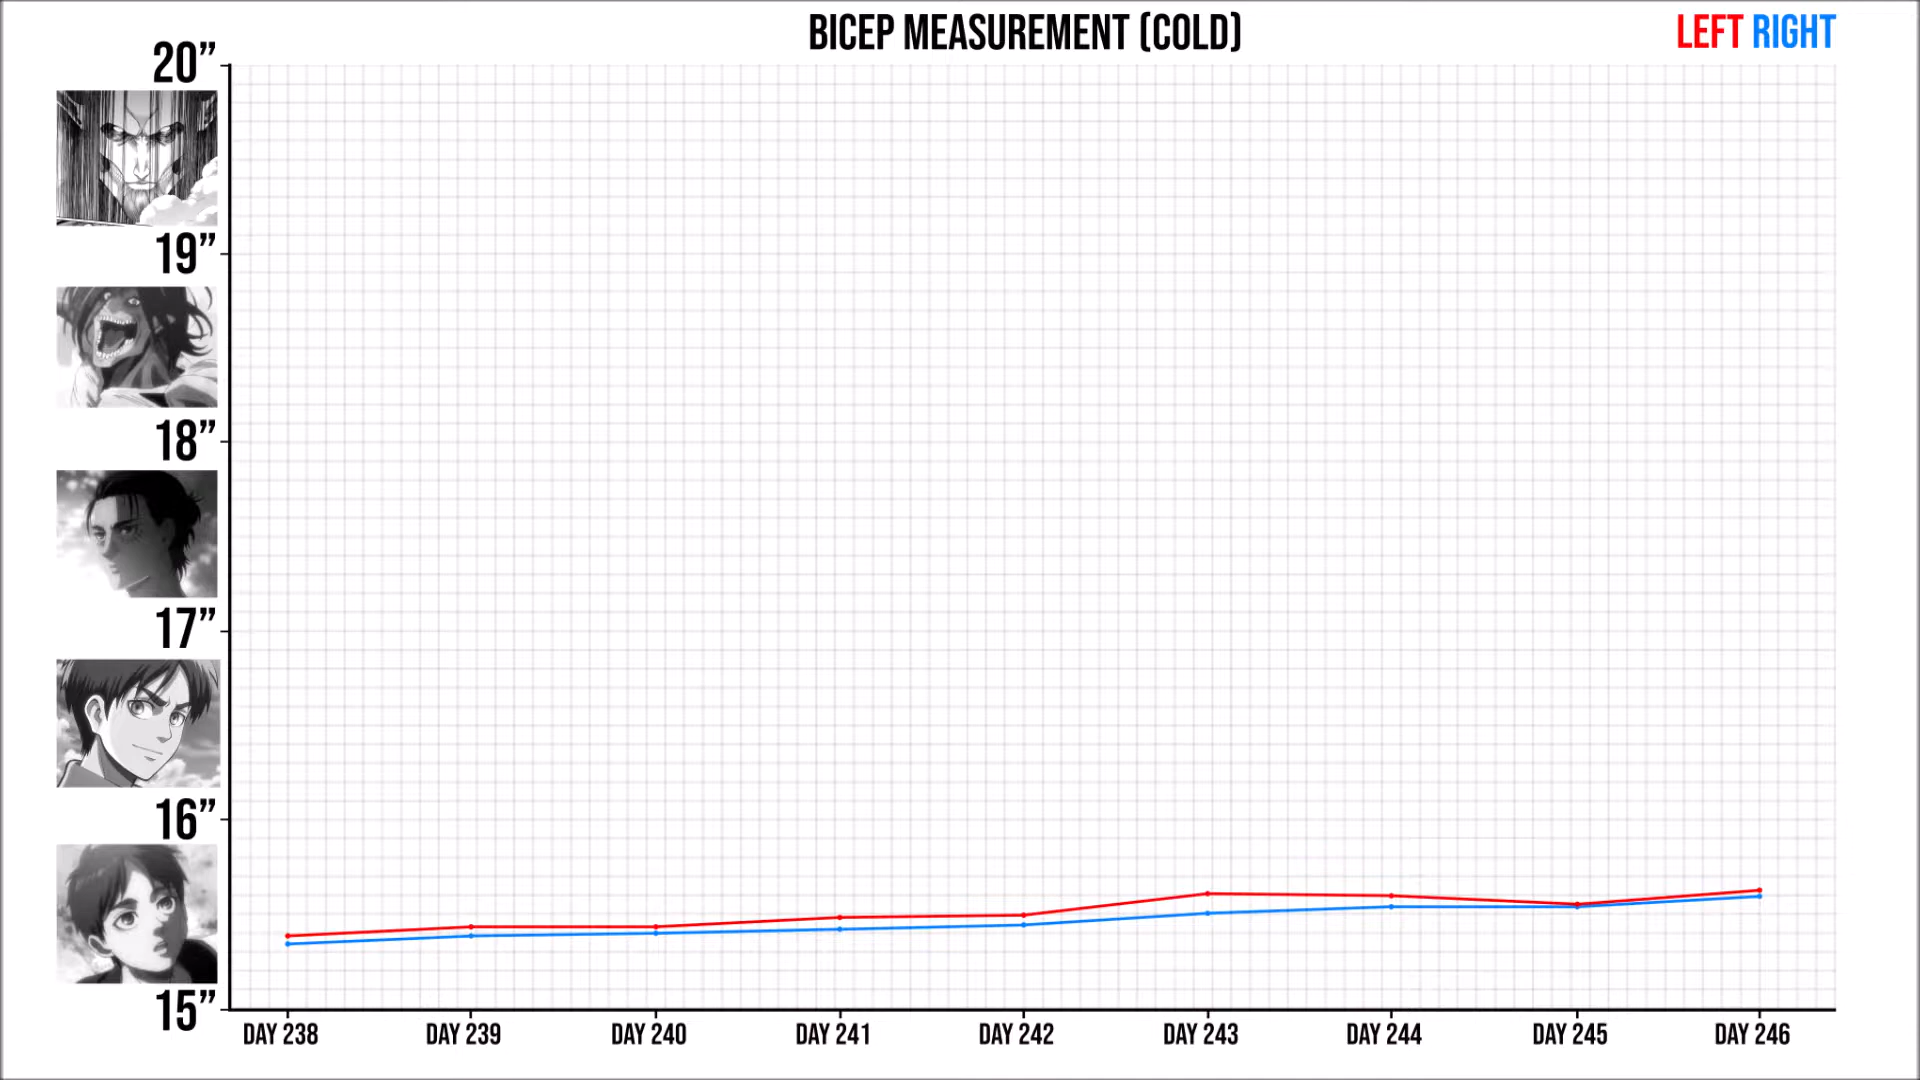 BICEP MEASUREMENT (COLD)
LEFT RIGHT
20”
19”
18”
17”
16”
15”
DAY 238 DAY 239 DAY 240 DAY 241 DAY 242 DAY 243 DAY 244 DAY 245 DAY 246